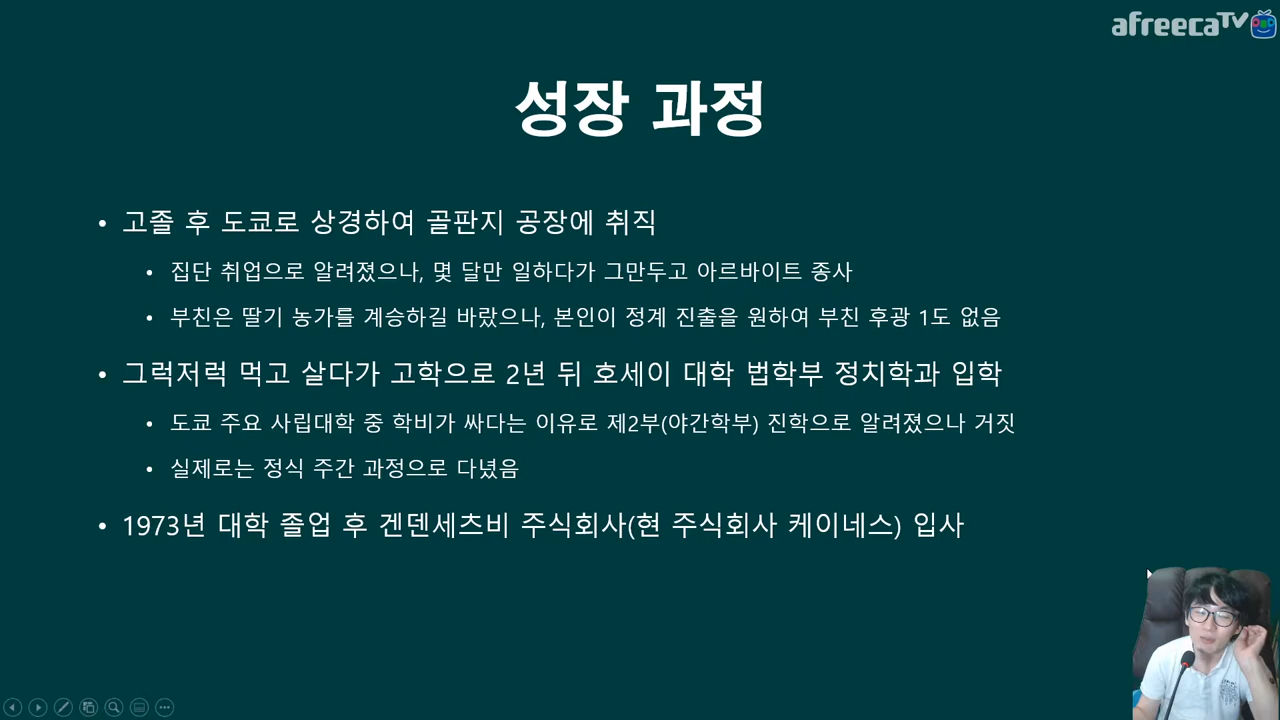 afreecaTV
성장 과정
• 고졸 후 도쿄로 상경하여 골판지 공장에 취직
• 집단 취업으로 알려졌으나, 몇 달만 일하다가 그만두고 아르바이트 종사
• 부친은 딸기 농가를 계승하길 바랐으나, 본인이 정계 진출을 원하여 부친 후광 1도 없음
• 그럭저럭 먹고 살다가 고학으로 2년 뒤 호세이 대학 법학부 정치학과 입학
• 도쿄 주요 사립대학 중 학비가 싸다는 이유로 제2부(야간학부) 진학으로 알려졌으나 거짓
• 실제로는 정식 주간 과정으로 다녔음
• 1973년 대학 졸업 후 겐덴세츠비 주식회사(현 주식회사 케이네스) 입사